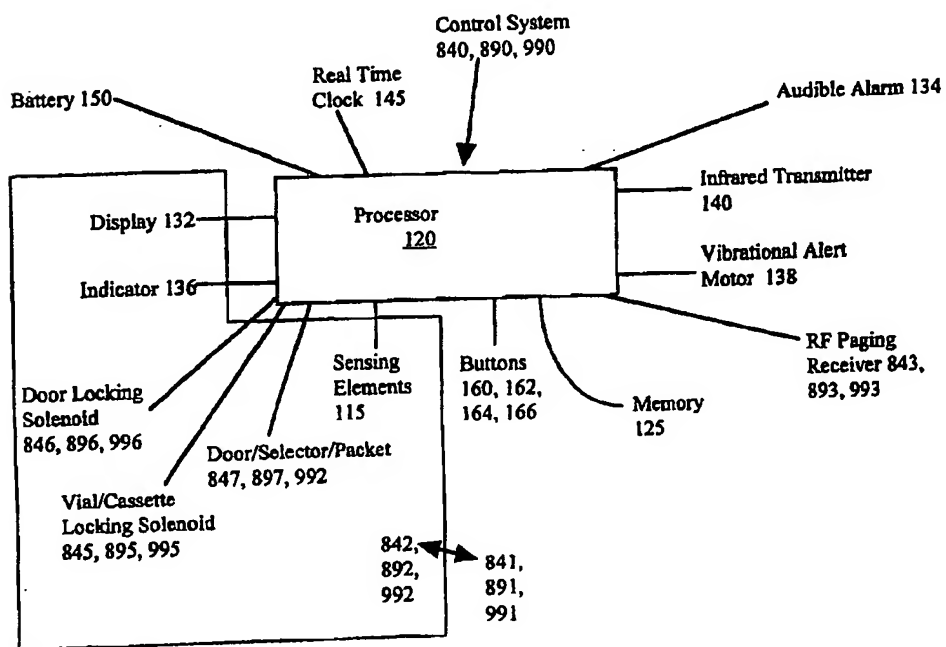 Control System
840, 890, 990
Real Time
Clock 145
Battery 150
Audible Alarm 134
Infrared Transmitter
140
Display 132
Processor
120
Vibrational Alert
Motor 138
Indicator 136
RF Paging
Receiver 843,
893, 993
Sensing
Elements
115
Buttons
160, 162,
164, 166
Memory
125
Door Locking
Solenoid
846, 896, 996
Door/Selector/Packet
847, 897, 992
Vial/Cassette
Locking Solenoid
845, 895, 995
842,
892,
992
841,
891,
991